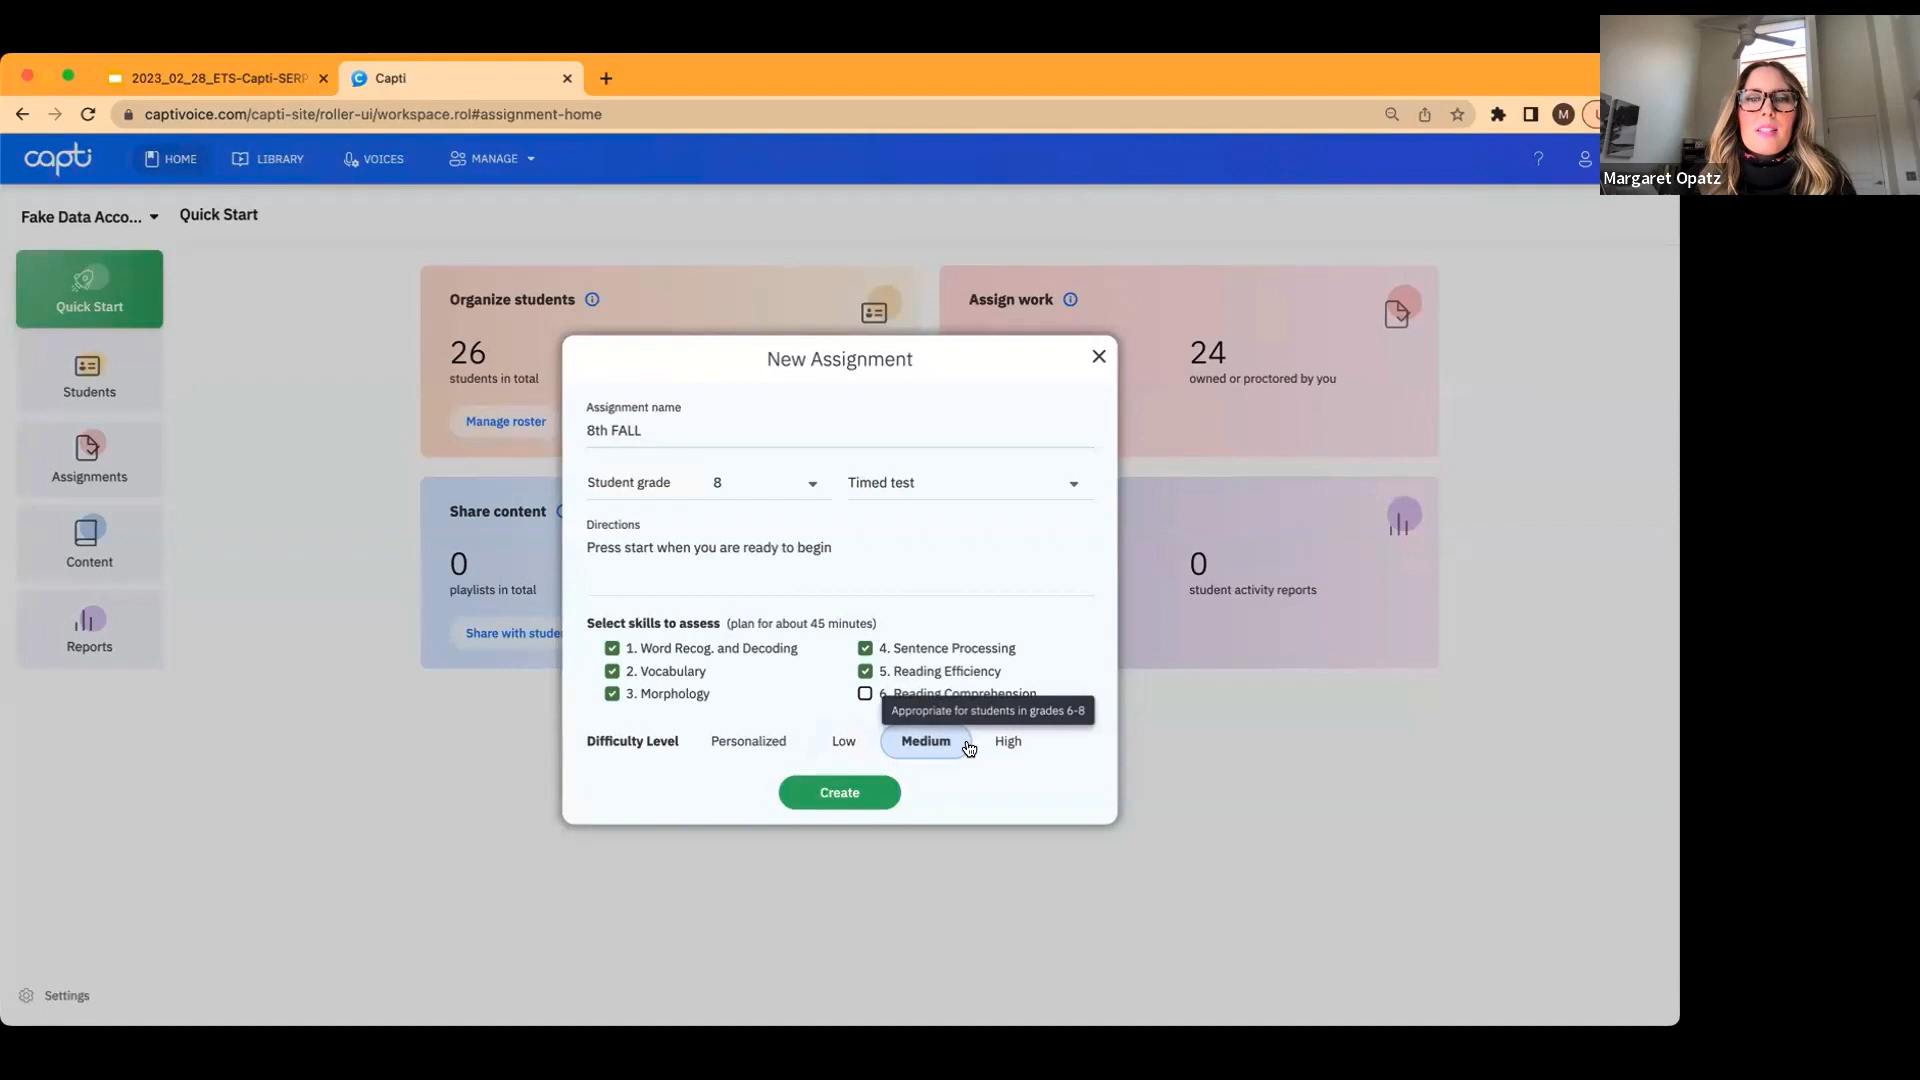 2023_02_28_ETS-Capti-SERP
Capti
captivoice.com/capti-site/roller-ui/workspace.rol#assignment-home
M
Margaret Opatz
capti
HOME
LIBRARY
VOICES
MANAGE
?
Fake Data Acco...
Quick Start
Quick Start
Students
Assignments
Content
Reports
Settings
Organize students
26
students in total
Manage roster
Assign work
24
owned or proctored by you
Share content
0
playlists in total
Share with stude
0
student activity reports
New Assignment
Assignment name
8th FALL
Student grade 8 Timed test
Directions
Press start when you are ready to begin
Select skills to assess (plan for about 45 minutes)
1. Word Recog. and Decoding
2. Vocabulary
3. Morphology
4. Sentence Processing
5. Reading Efficiency
6. Reading Comprehension
Appropriate for students in grades 6-8
Difficulty Level Personalized Low Medium High
Create